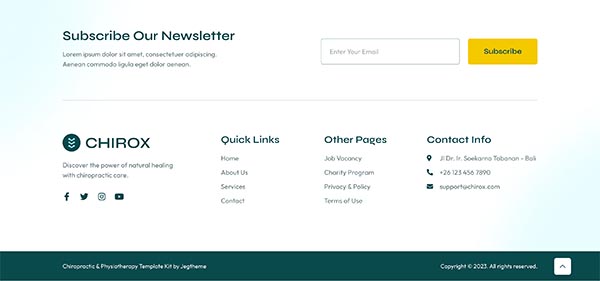 Subscribe Our Newsletter
Lorem ipsum dolor sit amet, consectetuer adipiscing.
Aenean commodo ligula eget dolor aenean.
Enter Your Email
Subscribe
CHIROX
Discover the power of natural healing
with chiropractic care.
Quick Links
Home
About Us
Services
Contact
Other Pages
Job Vacancy
Charity Program
Privacy & Policy
Terms of Use
Contact Info
Jl Dr. Ir. Soekarno Tabanan - Bali
+26 123 456 7890
support@chirox.com
Chiropractic & Physiotherapy Template Kit by Jegtheme
Copyright © 2023. All rights reserved.